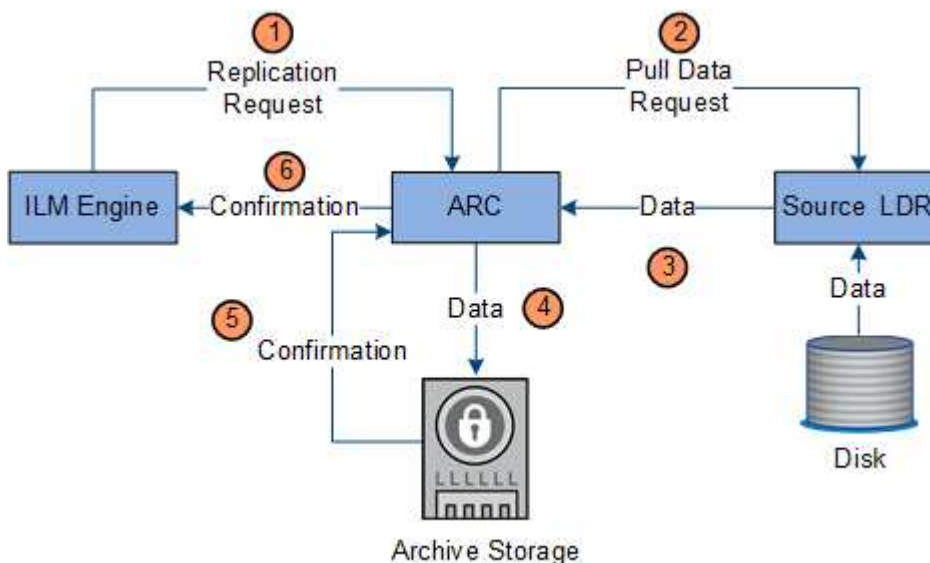 1
2
Replication
Request
Pull Data
Request
6
ILM Engine
Confirmation
ARC
Data
Source LDR
3
5
Data
4
Data
Confirmation
Disk
LLLLLL
Archive Storage